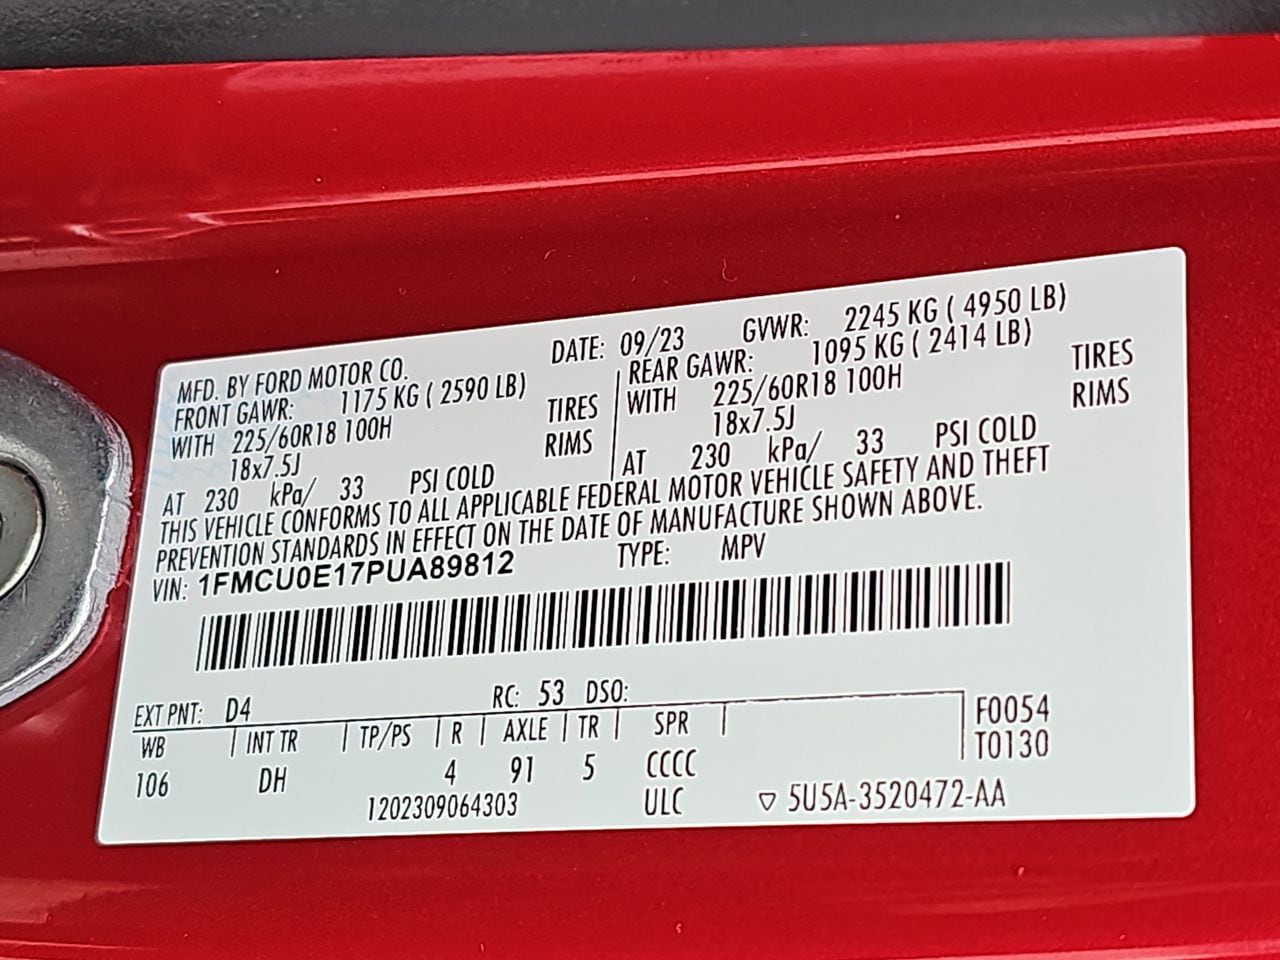 MFD. BY FORD MOTOR CO. DATE: 09/23 GVWR: 2245 KG ( 4950 LB)
FRONT GAWR: 1175 KG ( 2590 LB) REAR GAWR: 1095 KG ( 2414 LB)
WITH 225/60R18 100H TIRES WITH 225/60R18 100H TIRES
18x7.5J RIMS 18x7.5J RIMS
AT 230 kPa/ 33 PSI COLD AT 230 kPa/ 33 PSI COLD
THIS VEHICLE CONFORMS TO ALL APPLICABLE FEDERAL MOTOR VEHICLE SAFETY AND THEFT
PREVENTION STANDARDS IN EFFECT ON THE DATE OF MANUFACTURE SHOWN ABOVE.
VIN: 1FMCU0E17PUA89812 TYPE: MPV
EXT PNT: D4 RC: 53 DSO:
WB INT TR TP/PS R AXLE TR SPR F0054
106 DH 4 91 5 CCCC T0130
1202309064303 ULC ▽ 5U5A-3520472-AA